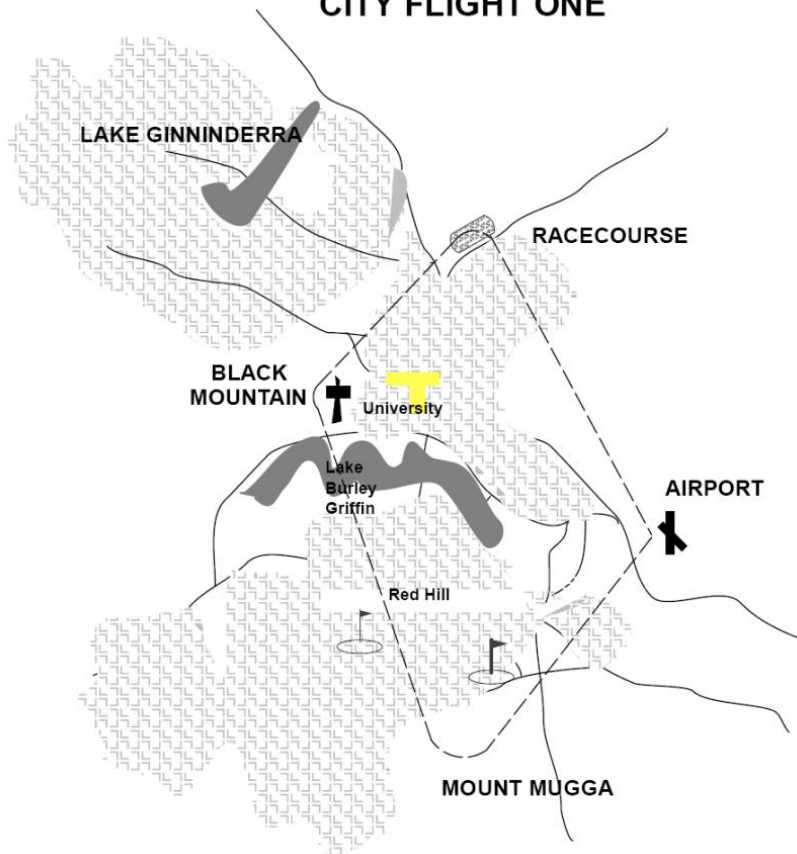 CITY FLIGHT ONE
LAKE GINNINDERRA
RACECOURSE
BLACK
MOUNTAIN
University
Lake
Burley
Griffin
AIRPORT
Red Hill
MOUNT MUGGA